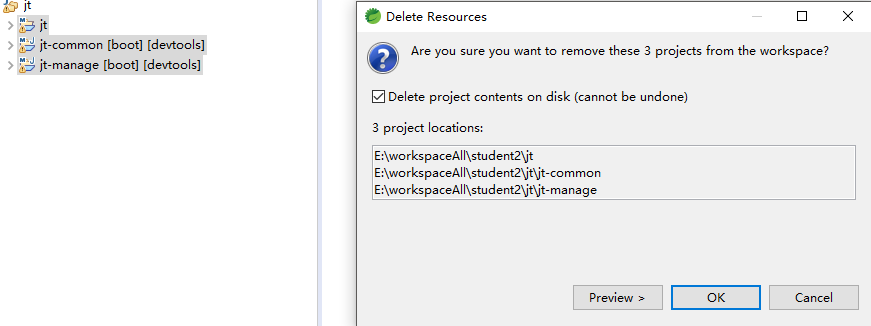 jt
jt
jt-common [boot] [devtools]
jt-manage [boot] [devtools]
Delete Resources
Are you sure you want to remove these 3 projects from the workspace?
Delete project contents on disk (cannot be undone)
3 project locations:
E:\workspaceAll\student2\jt
E:\workspaceAll\student2\jt\jt-common
E:\workspaceAll\student2\jt\jt-manage
Preview >
OK
Cancel